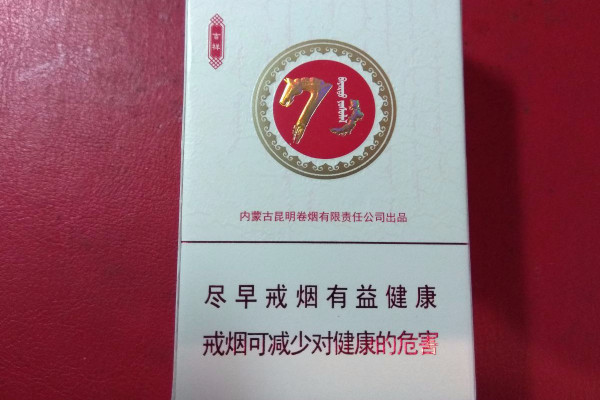 吉祥
内蒙古昆明卷烟有限责任公司出品
尽早戒烟有益健康
戒烟可减少对健康的危害